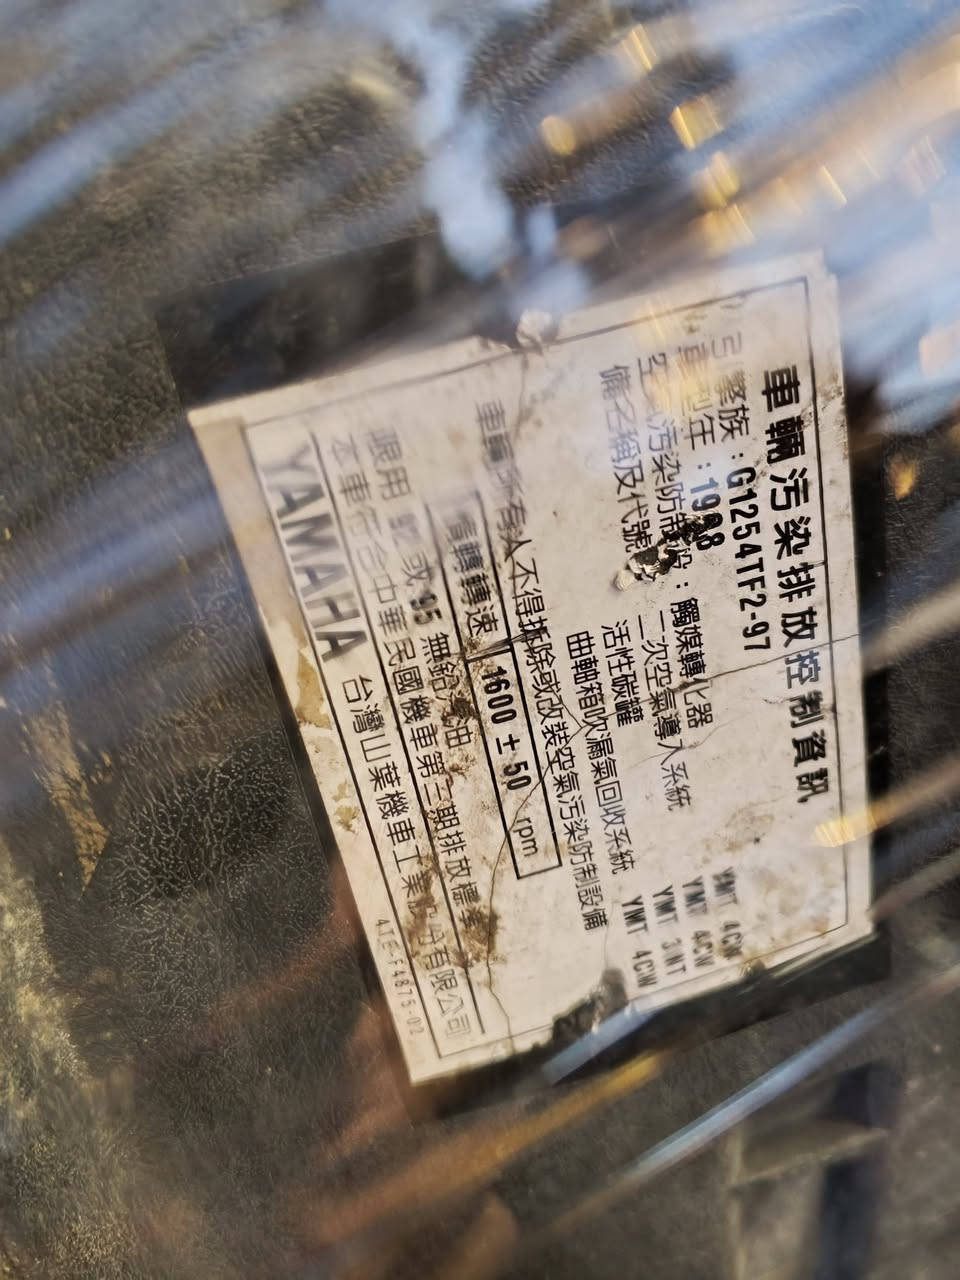 車輛污染排放控制資訊
引擎族：G1254TF2-97
車型年：1998
空氣污染防制設備名稱及代號：觸媒轉化器 YMT 4CW
二次空氣導入系統 YMT 4CW
活性碳罐 YMT 3NT
曲軸箱吹漏氣回收系統 YMT 4CW
車輛所有人不得拆除或改裝空氣污染防制設備
惰轉轉速 1600 ± 50 rpm
限用 或 95 無鉛汽油
本車符合中華民國機車第三期排放標準
YAMAHA 台灣山葉機車工業股份有限公司
4TE-F4875-02